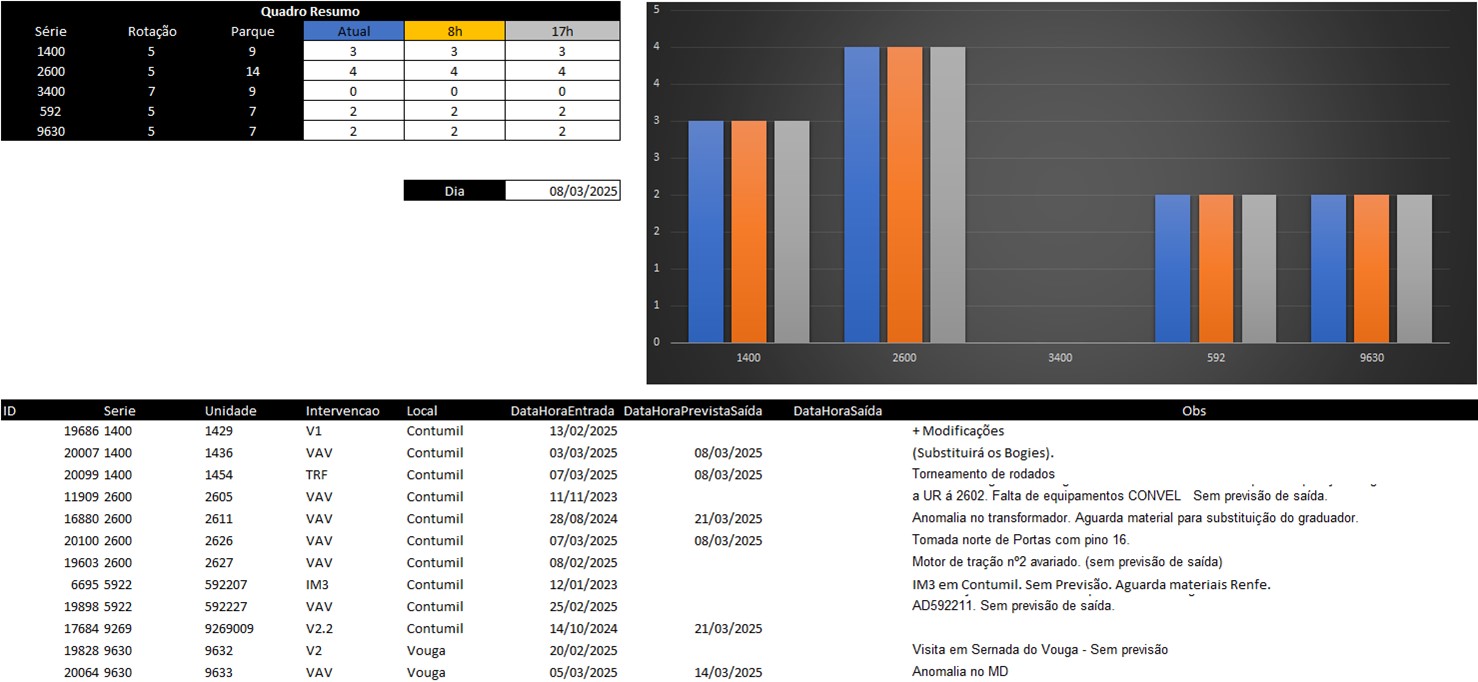 Quadro Resumo
Série Rotação Parque Atual 8h 17h
1400 5 9 3 3 3
2600 5 14 4 4 4
3400 7 9 0 0 0
592 5 7 2 2 2
9630 5 7 2 2 2
Dia 08/03/2025
5
4
4
3
3
2
2
1
1
0
1400 2600 3400 592 9630
ID Serie Unidade Intervencao Local DataHoraEntrada DataHoraPrevistaSaída DataHoraSaída Obs
19686 1400 1429 V1 Contumil 13/02/2025 + Modificações
20007 1400 1436 VAV Contumil 03/03/2025 08/03/2025 (Substituirá os Bogies).
20099 1400 1454 TRF Contumil 07/03/2025 08/03/2025 Torneamento de rodados
11909 2600 2605 VAV Contumil 11/11/2023 a UR á 2602. Falta de equipamentos CONVEL Sem previsão de saída.
16880 2600 2611 VAV Contumil 28/08/2024 21/03/2025 Anomalia no transformador. Aguarda material para substituição do graduador.
20100 2600 2626 VAV Contumil 07/03/2025 08/03/2025 Tomada norte de Portas com pino 16.
19603 2600 2627 VAV Contumil 08/02/2025 Motor de tração nº2 avariado. (sem previsão de saída)
6695 5922 592207 IM3 Contumil 12/01/2023 IM3 em Contumil. Sem Previsão. Aguarda materiais Renfe.
19898 5922 592227 VAV Contumil 25/02/2025 AD592211. Sem previsão de saída.
17684 9269 9269009 V2.2 Contumil 14/10/2024 21/03/2025
19828 9630 9632 V2 Vouga 20/02/2025 Visita em Sernada do Vouga - Sem previsão
20064 9630 9633 VAV Vouga 05/03/2025 14/03/2025 Anomalia no MD